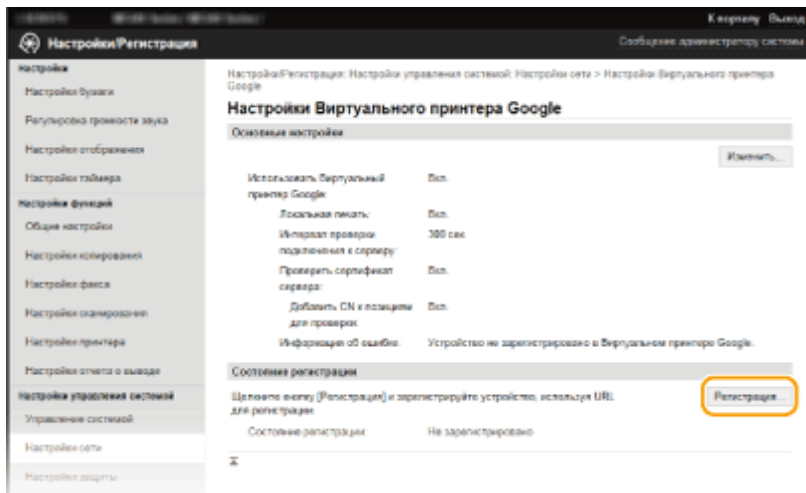 К порталу Выход
Настройки/Регистрация
Сообщение администратору системы
Настройки
Настройки бумаги
Регулировка громкости звука
Настройки отображения
Настройки таймера
Настройки функций
Общие настройки
Настройки копирования
Настройки факса
Настройки сканирования
Настройки принтера
Настройки отчета о выводе
Настройки управления системой
Управление системой
Настройки сети
Настройки защиты
Настройки/Регистрация: Настройки управления системой: Настройки сети > Настройки Виртуального принтера
Google
Настройки Виртуального принтера Google
Основные настройки
Изменить...
Использовать Виртуальный Вкл.
принтер Google:
Локальная печать: Вкл.
Интервал проверки 300 сек.
подключения к серверу:
Проверить сертификат Вкл.
сервера:
Добавить CN к позициям Вкл.
для проверки:
Информация об ошибке: Устройство не зарегистрировано в Виртуальном принтере Google.
Состояние регистрации
Щелкните кнопку [Регистрация] и зарегистрируйте устройство, используя URL
для регистрации.
Регистрация...
Состояние регистрации: Не зарегистрировано